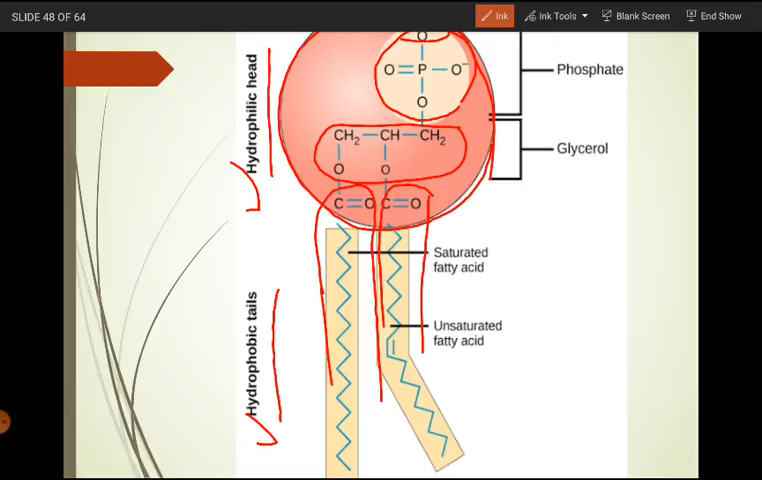 SLIDE 48 OF 64
Ink
Ink Tools
Blank Screen
End Show
Hydrophilic head
O
O=P—O⁻
O
Phosphate
CH₂—CH—CH₂
Glycerol
O O
C=O C=O
Saturated
fatty acid
Unsaturated
fatty acid
Hydrophobic tails